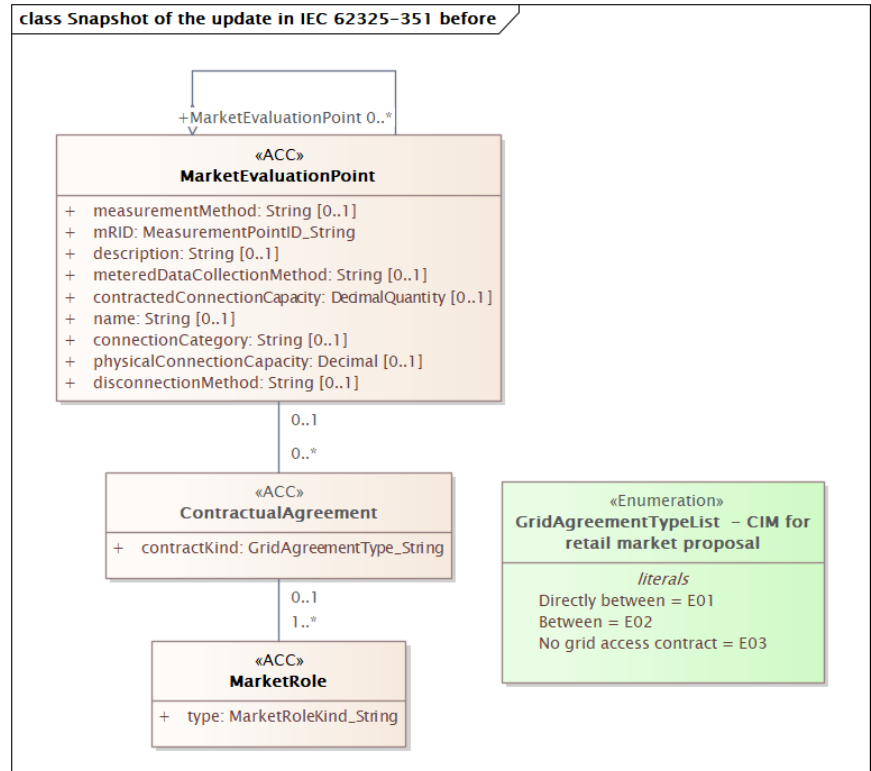 class Snapshot of the update in IEC 62325-351 before
+MarketEvaluationPoint 0..*
«ACC»
MarketEvaluationPoint
+ measurementMethod: String [0..1]
+ mRID: MeasurementPointID_String
+ description: String [0..1]
+ meteredDataCollectionMethod: String [0..1]
+ contractedConnectionCapacity: DecimalQuantity [0..1]
+ name: String [0..1]
+ connectionCategory: String [0..1]
+ physicalConnectionCapacity: Decimal [0..1]
+ disconnectionMethod: String [0..1]
0..1
0..*
«ACC»
ContractualAgreement
+ contractKind: GridAgreementType_String
0..1
1..*
«ACC»
MarketRole
+ type: MarketRoleKind_String
«Enumeration»
GridAgreementTypeList - CIM for
retail market proposal
literals
Directly between = E01
Between = E02
No grid access contract = E03